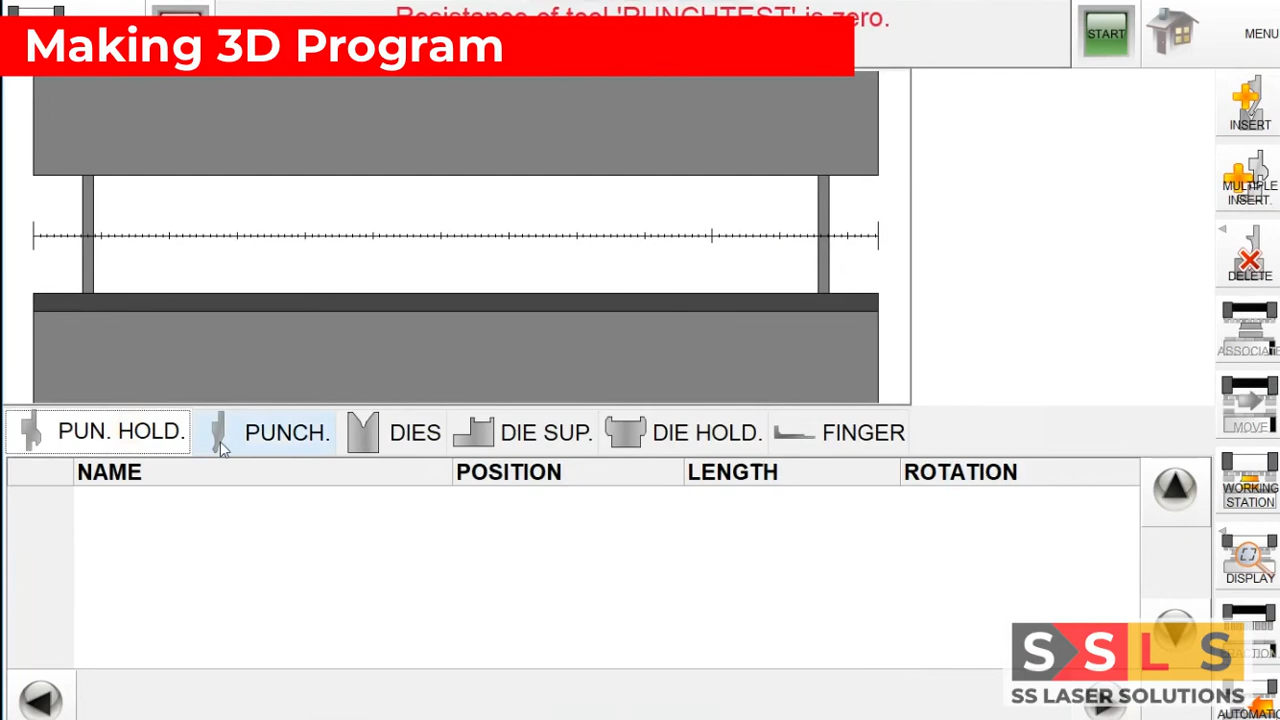 Resistance of tool 'PUNCHTEST' is zero.
Making 3D Program
START
MENU
INSERT
MULTIPLE
INSERT.
DELETE
ASSOCIATE
MOVE
WORKING
STATION
DISPLAY
PUN. HOLD.
PUNCH.
DIES
DIE SUP.
DIE HOLD.
FINGER
NAME
POSITION
LENGTH
ROTATION
S S L S
SS LASER SOLUTIONS
AUTOMATIC